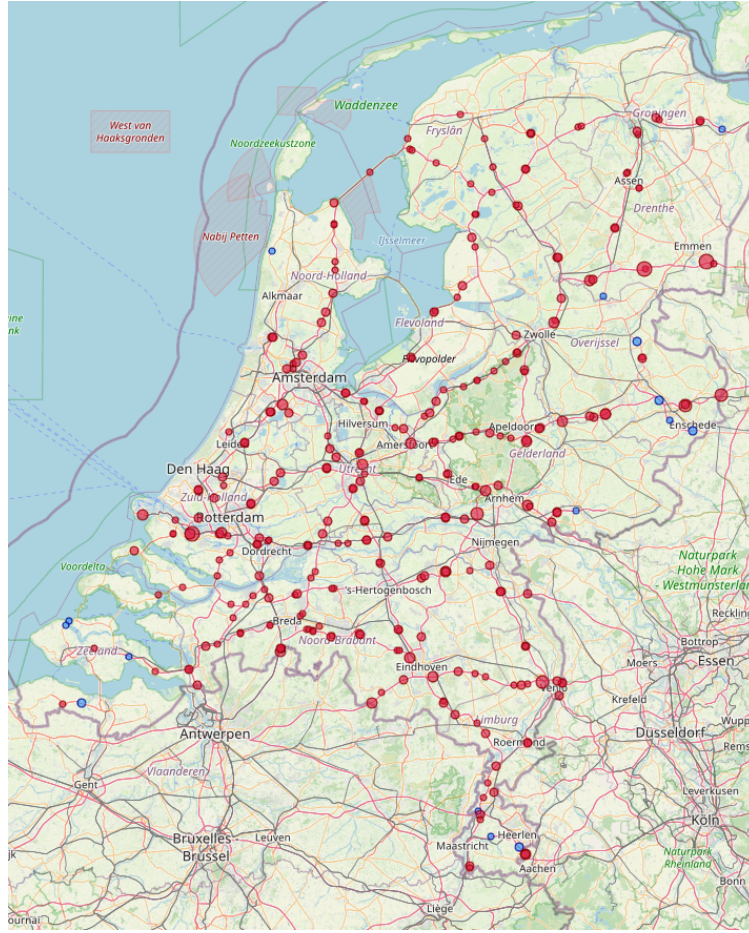 Waddenzee
West van
Haaksgronden
Groningen
Fryslân
Noordzeekustzone
Assen
Drenthe
Nabij Petten
IJsselmeer
Emmen
Noord-Holland
Alkmaar
Flevoland
Zwolle
Overijssel
Amsterdam
Hilversum
Apeldoorn
Enschede
Leiden
Amersfoort
Gelderland
Den Haag
Utrecht
Ede
Zuid-Holland
Arnhem
Rotterdam
Nijmegen
Dordrecht
Naturpark
Hohe Mark
- Westmünsterland
Voordelta
's-Hertogenbosch
Breda
Noord-Brabant
Bottrop
Zeeland
Essen
Moers
Eindhoven
Venlo
Krefeld
Antwerpen
Limburg
Düsseldorf
Roermond
Vlaanderen
Gent
Leverkusen
Bruxelles
Brussel
Leuven
Köln
Heerlen
Maastricht
Naturpark
Rheinland
Aachen
Bonn
Liège
Tournai